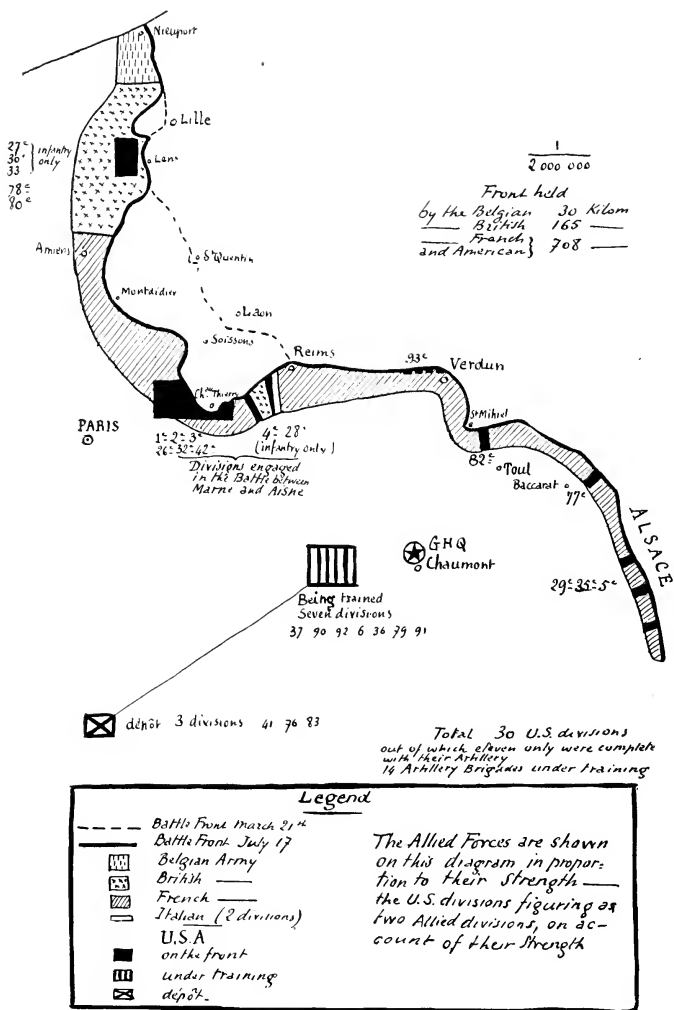 Nieuport
Lille
27e
30e
33
infantry
only
Lens
78e
80e
1
2 000 000
Front held
by the Belgian 30 Kilom
—— British 165 ——
—— French
and American } 708 ——
Amiens
St Quentin
Montdidier
Laon
Soissons
Reims
93e
Verdun
Chau Thierry
St Mihiel
PARIS
1e 2e 3e
26e 32e 42e
4e 28e
(infantry only)
Divisions engaged
in the Battle between
Marne and Aisne
82e
Toul
Baccarat
77e
ALSACE
GHQ
Chaumont
29e 35e 5e
Being trained
Seven divisions
37 90 92 6 36 79 91
dépôt 3 divisions 41 76 83
Total 30 U.S. divisions
out of which eleven only were complete
with their Artillery
14 Artillery Brigades under training
Legend
Battle Front March 21st
Battle Front July 17
Belgian Army
British ——
French ——
Italian (2 divisions)
U.S.A
on the front
under training
dépôt.
The Allied Forces are shown
on this diagram in propor-
tion to their Strength ——
the U.S. divisions figuring as
two Allied divisions, on ac-
count of their Strength